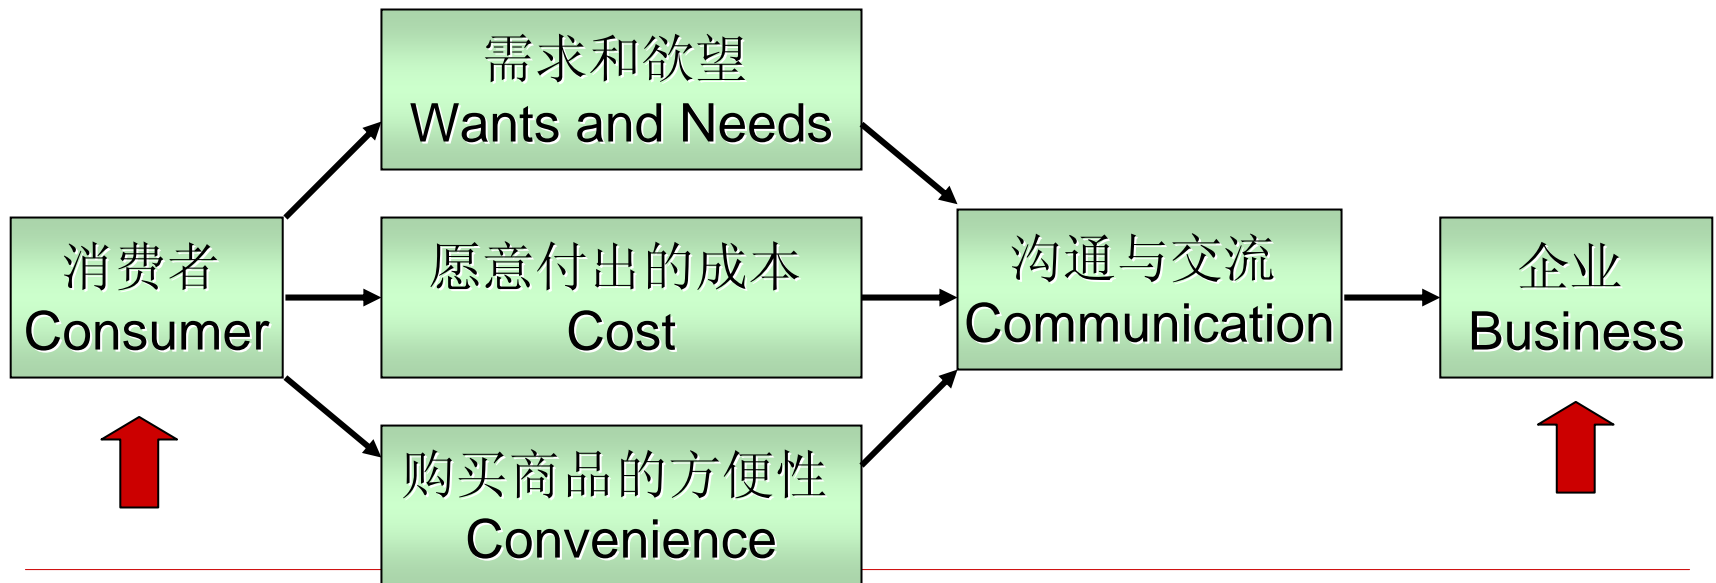 需求和欲望
Wants and Needs
消费者
Consumer
愿意付出的成本
Cost
购买商品的方便性
Convenience
沟通与交流
Communication
企业
Business